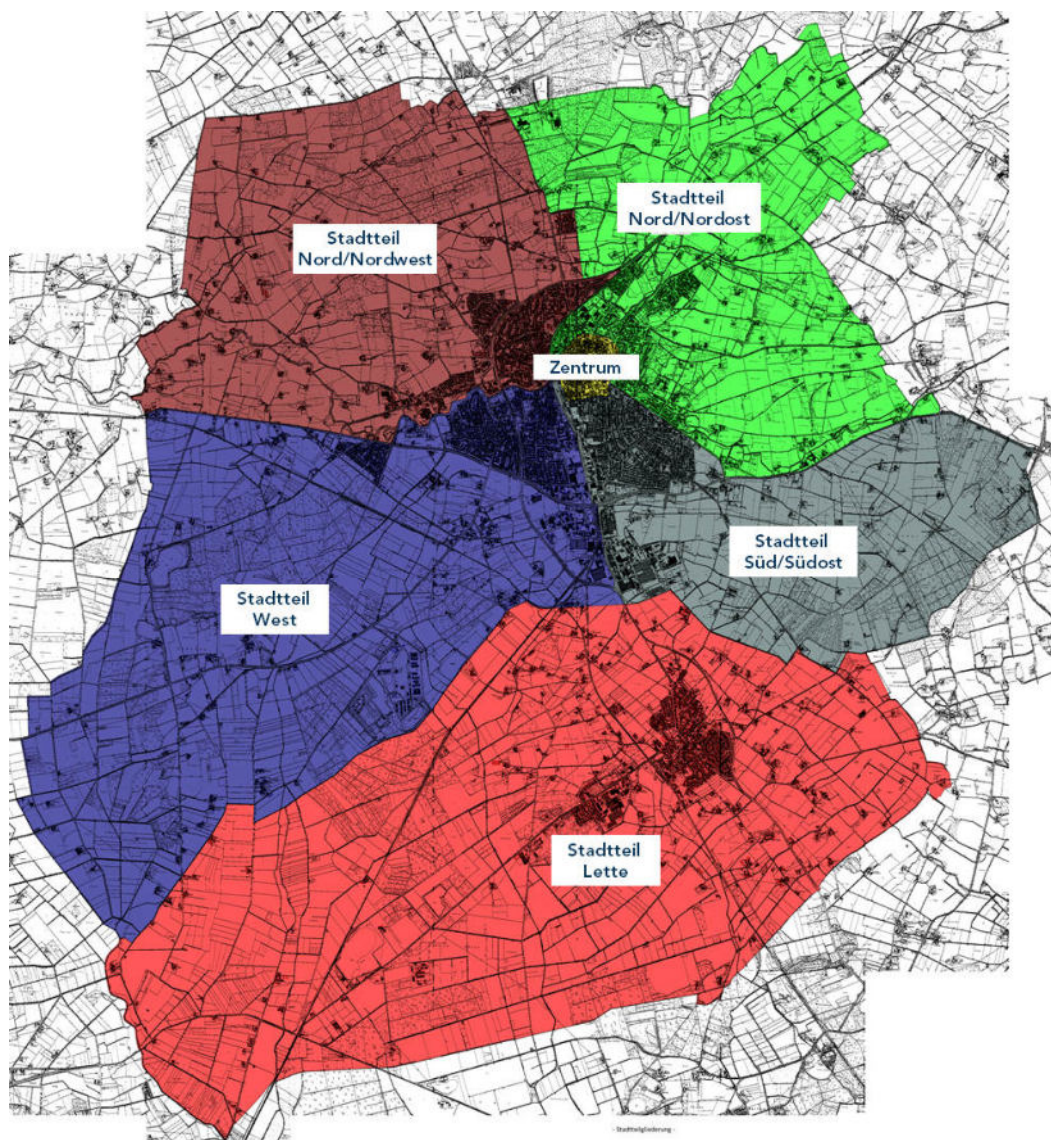 Stadtteil
Nord/Nordost
Stadtteil
Nord/Nordwest
Zentrum
Stadtteil
Süd/Südost
Stadtteil
West
Stadtteil
Lette
- Stadtteilgliederung -